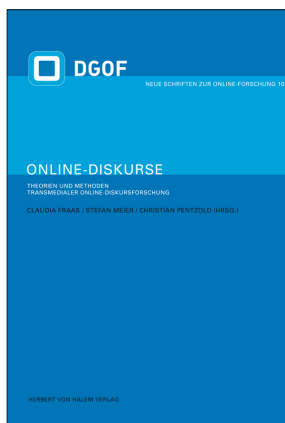 DGOF
NEUE SCHRIFTEN ZUR ONLINE-FORSCHUNG 10
ONLINE-DISKURSE
THEORIEN UND METHODEN
TRANSMEDIALER ONLINE-DISKURSFORSCHUNG
CLAUDIA FRAAS / STEFAN MEIER / CHRISTIAN PENTZOLD (HRSG.)
HERBERT VON HALEM VERLAG